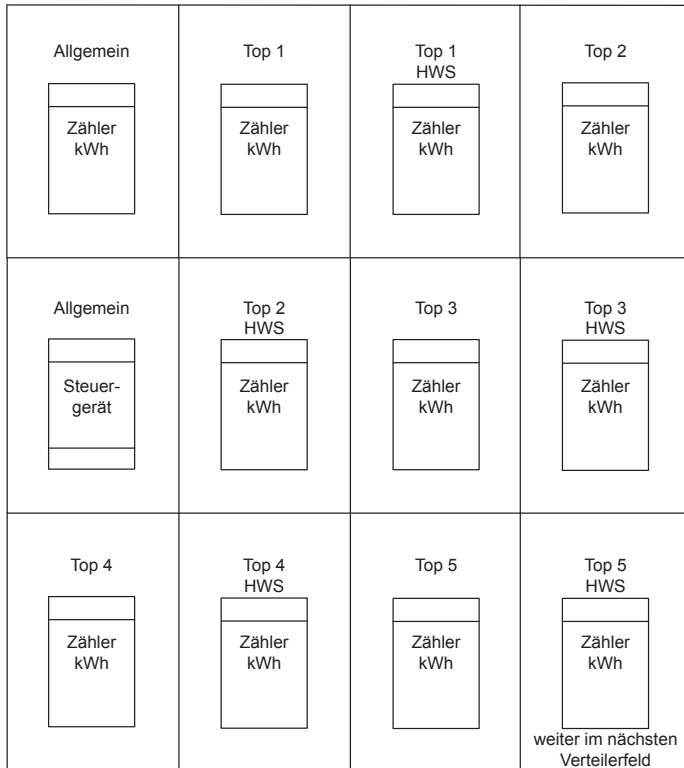 Allgemein
Zähler
kWh
Top 1
Zähler
kWh
Top 1
HWS
Zähler
kWh
Top 2
Zähler
kWh
Allgemein
Steuer-
gerät
Top 2
HWS
Zähler
kWh
Top 3
Zähler
kWh
Top 3
HWS
Zähler
kWh
Top 4
Zähler
kWh
Top 4
HWS
Zähler
kWh
Top 5
Zähler
kWh
Top 5
HWS
Zähler
kWh
weiter im nächsten
Verteilerfeld